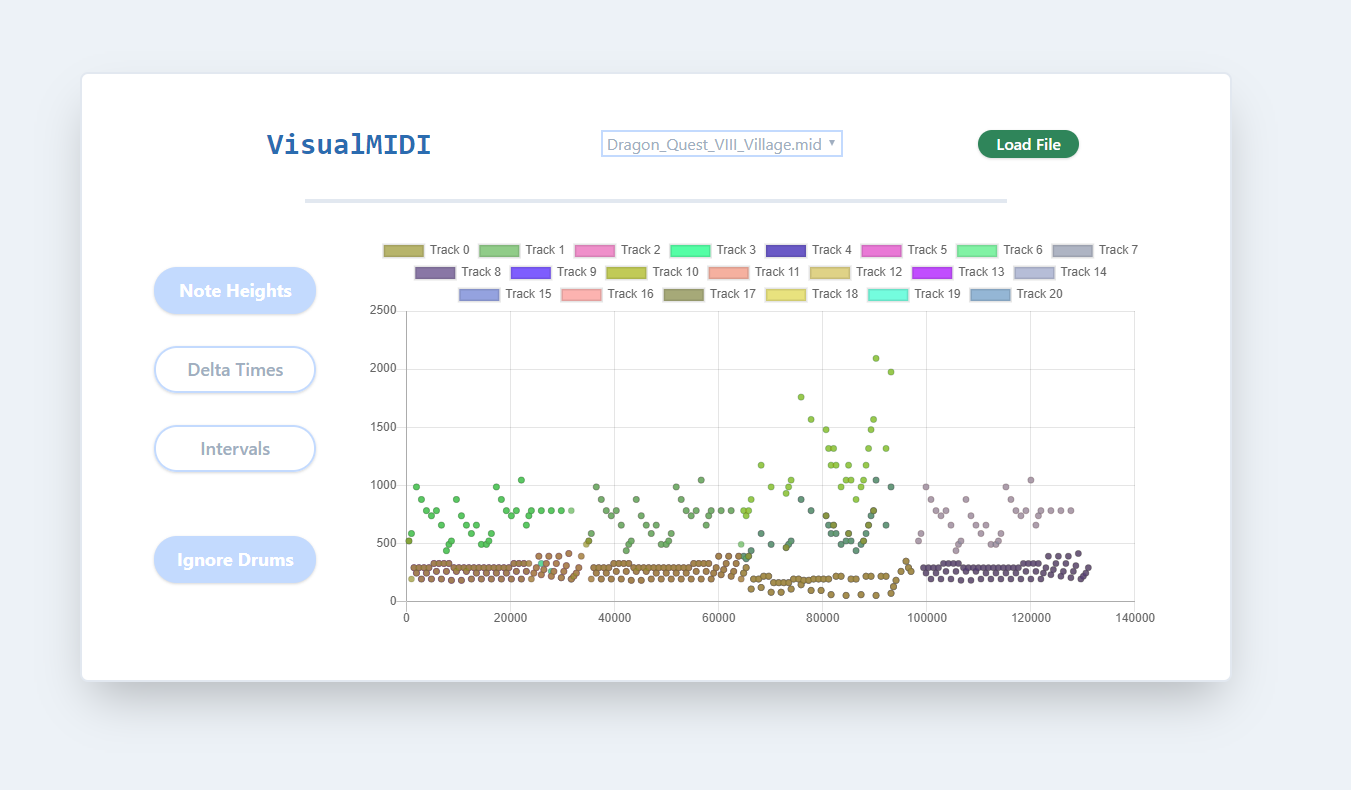 VisualMIDI
Dragon_Quest_VIII_Village.mid
Load File
Track 0 Track 1 Track 2 Track 3 Track 4 Track 5 Track 6 Track 7
Track 8 Track 9 Track 10 Track 11 Track 12 Track 13 Track 14
Track 15 Track 16 Track 17 Track 18 Track 19 Track 20
Note Heights
Delta Times
Intervals
Ignore Drums
2500
2000
1500
1000
500
0
0 20000 40000 60000 80000 100000 120000 140000